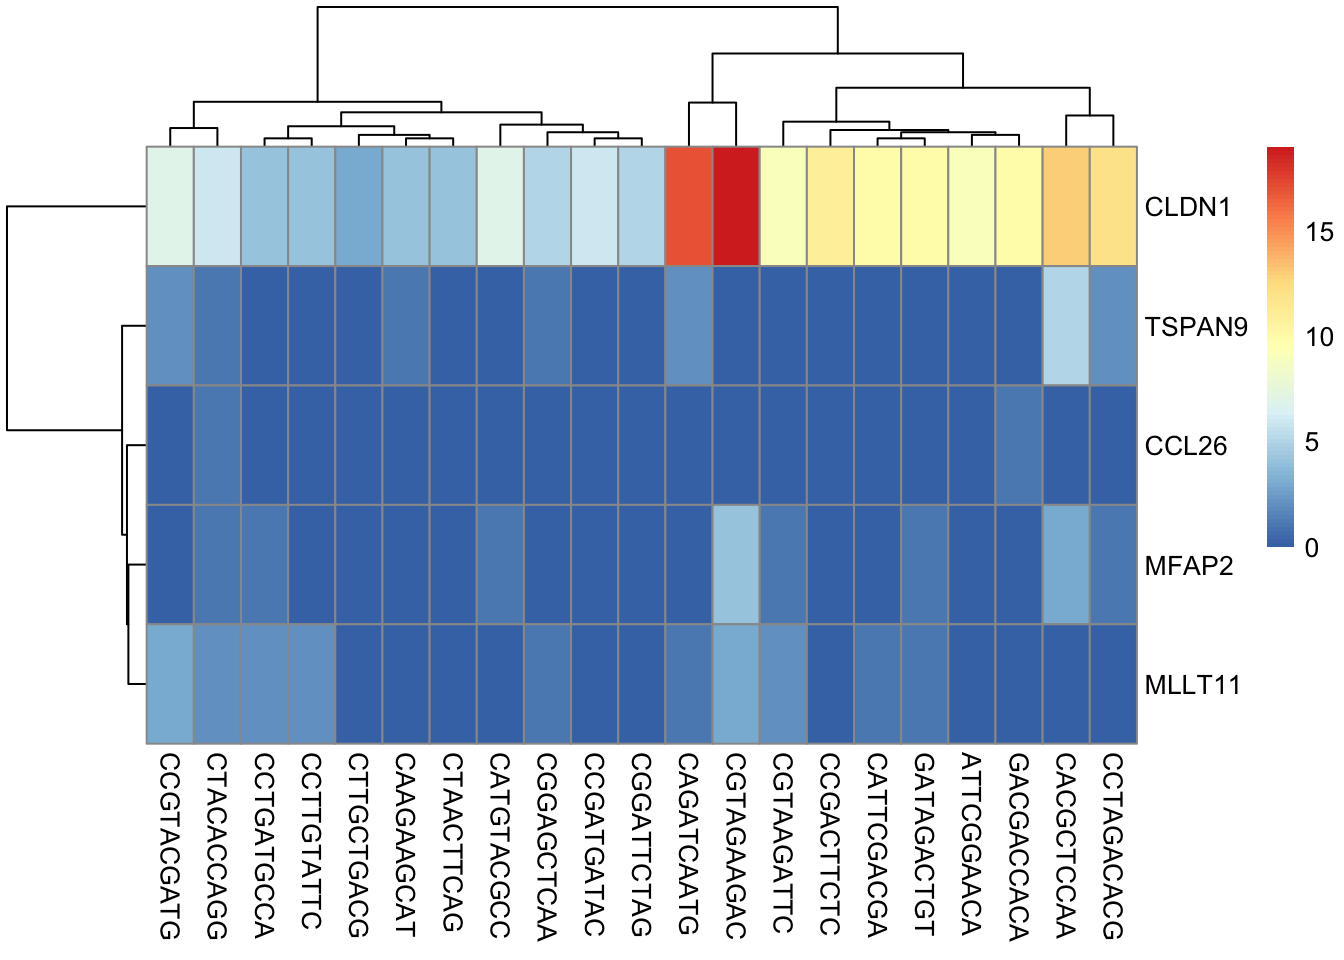 CLDN1
TSPAN9
CCL26
MFAP2
MLLT11
15
10
5
0
CCGTACGATG
CTACACCAGG
CCTGATGCCA
CCTTGTATTC
CTTGCTGACG
CAAGAAGCAT
CTAACTTCAG
CATGTACGCC
CGGAGCTCAA
CCGATGATAC
CGGATTCTAG
CAGATCAATG
CGTAGAAGAC
CGTAAGATTC
CCGACTTCTC
CATTCGACGA
GATAGACTGT
ATTCGGAACA
GACGACCACA
CACGCTCCAA
CCTAGACACG